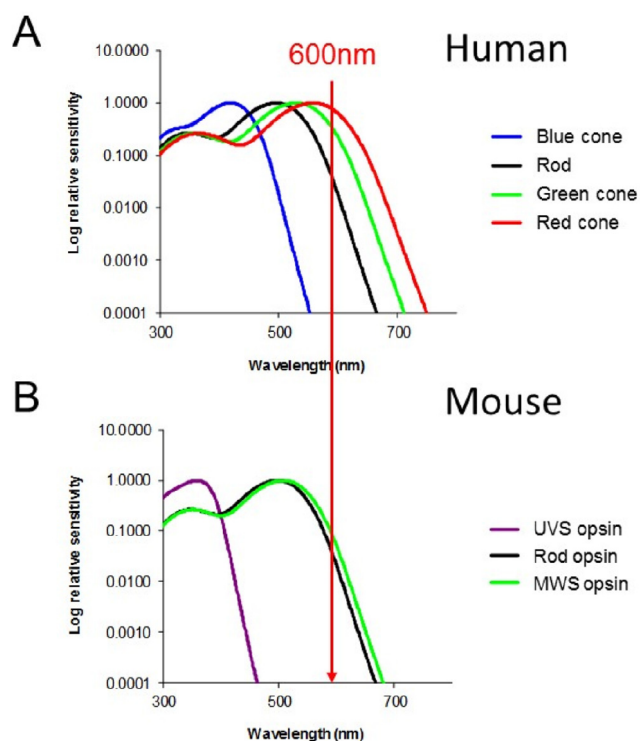 A
Human
600nm
Log relative sensitivity
10.0000
1.0000
0.1000
0.0100
0.0010
0.0001
300
500
700
Wavelength (nm)
Blue cone
Rod
Green cone
Red cone
B
Mouse
Log relative sensitivity
10.0000
1.0000
0.1000
0.0100
0.0010
0.0001
300
500
700
Wavelength (nm)
UVS opsin
Rod opsin
MWS opsin